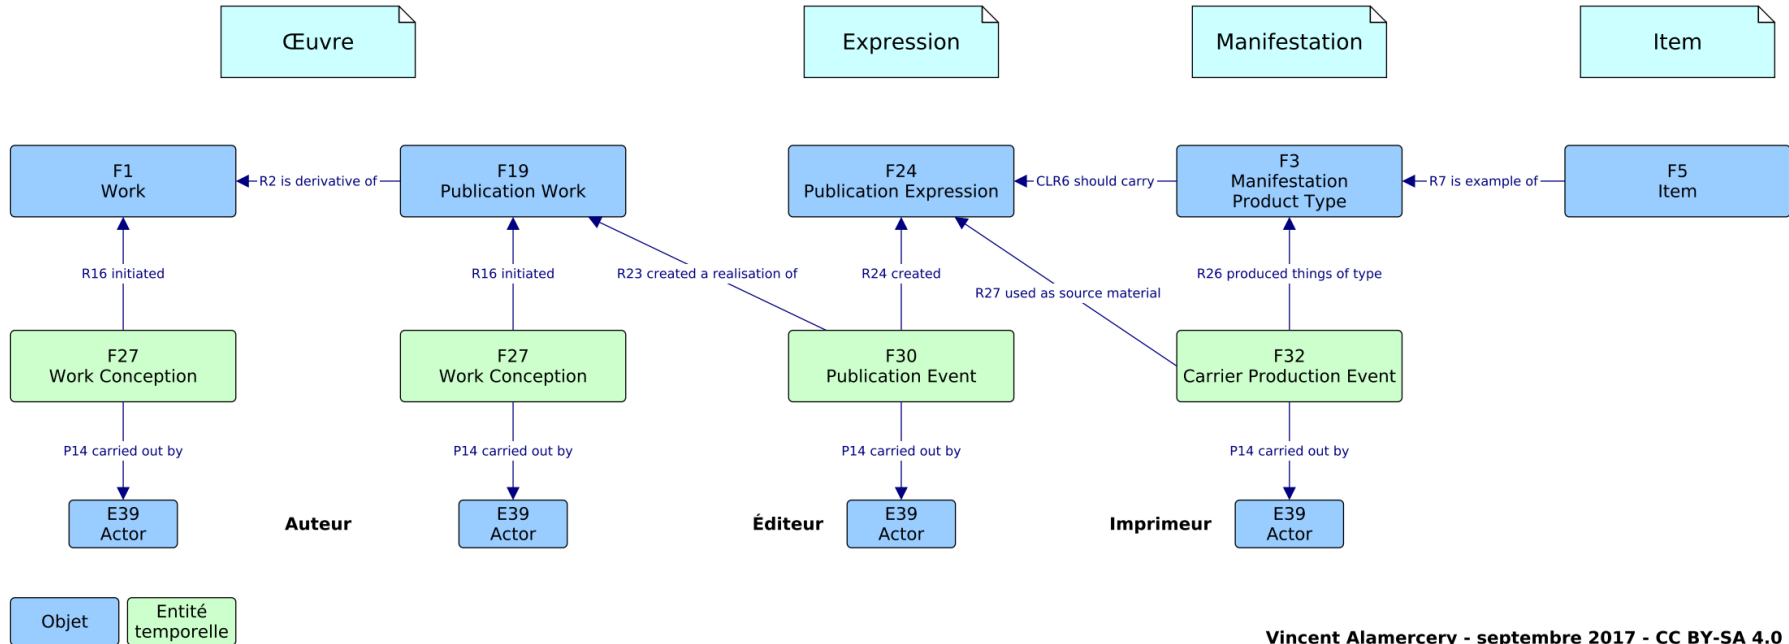 Œuvre
Expression
Manifestation
Item
F1
Work
R2 is derivative of
F19
Publication Work
F24
Publication Expression
CLR6 should carry
F3
Manifestation
Product Type
R7 is example of
F5
Item
R16 initiated
R16 initiated
R23 created a realisation of
R24 created
R27 used as source material
R26 produced things of type
F27
Work Conception
F27
Work Conception
F30
Publication Event
F32
Carrier Production Event
P14 carried out by
P14 carried out by
P14 carried out by
P14 carried out by
E39
Actor
Auteur
E39
Actor
Éditeur
E39
Actor
Imprimeur
E39
Actor
Objet
Entité
temporelle
Vincent Alamercery - septembre 2017 - CC BY-SA 4.0